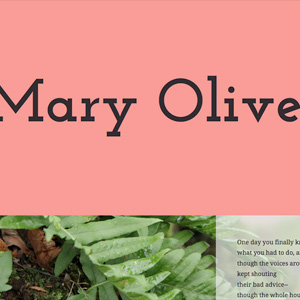 Mary Olive
One day you finally k
what you had to do, a
though the voices aro
kept shouting
their bad advice--
though the whole hou